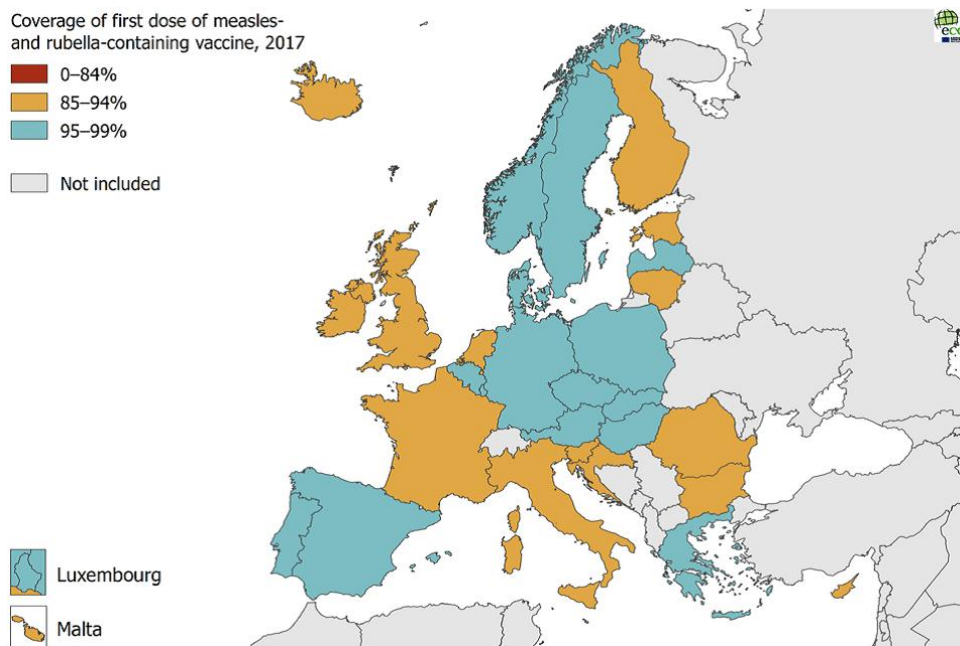 Coverage of first dose of measles-
and rubella-containing vaccine, 2017
0–84%
85–94%
95–99%
Not included
Luxembourg
Malta